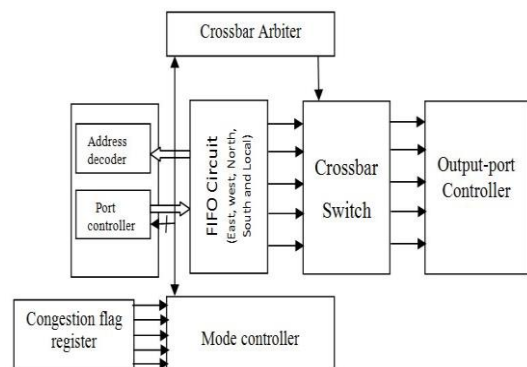 Crossbar Arbiter
Address
decoder
Port
controller
FIFO Circuit
(East, west, North,
South and Local)
Crossbar
Switch
Output-port
Controller
Congestion flag
register
Mode controller